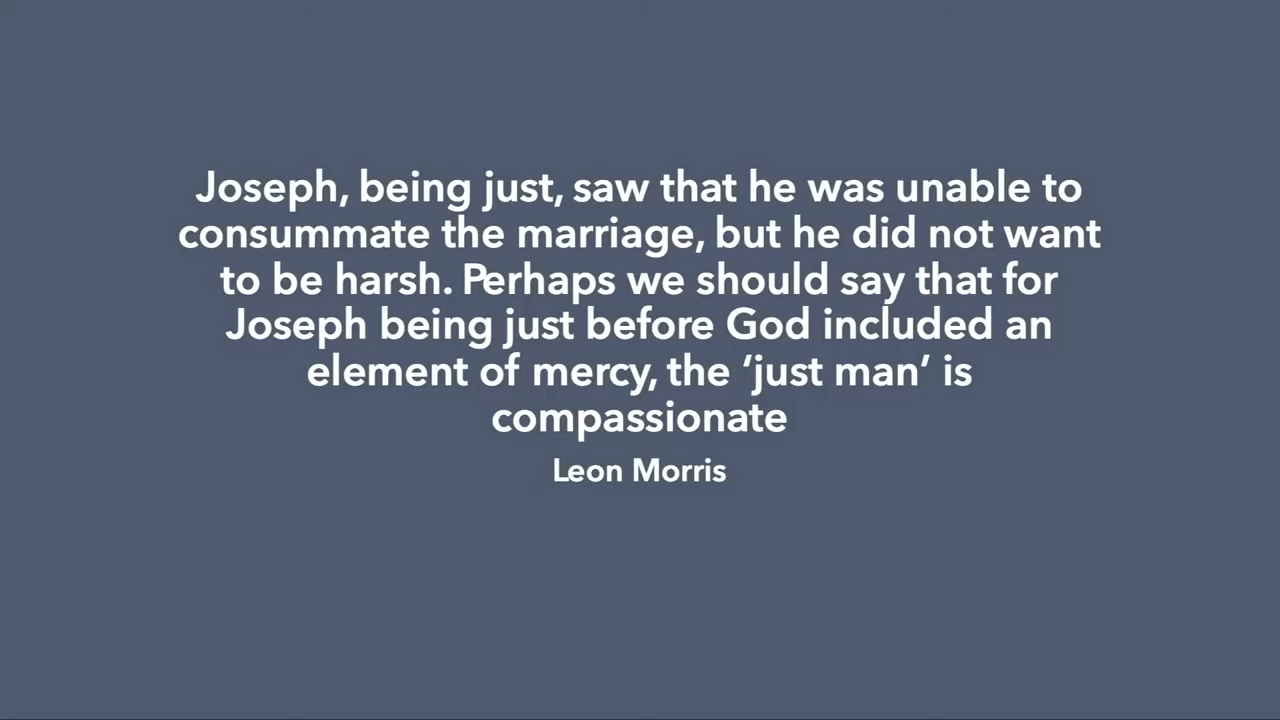 Joseph, being just, saw that he was unable to
consummate the marriage, but he did not want
to be harsh. Perhaps we should say that for
Joseph being just before God included an
element of mercy, the ’just man’ is
compassionate
Leon Morris